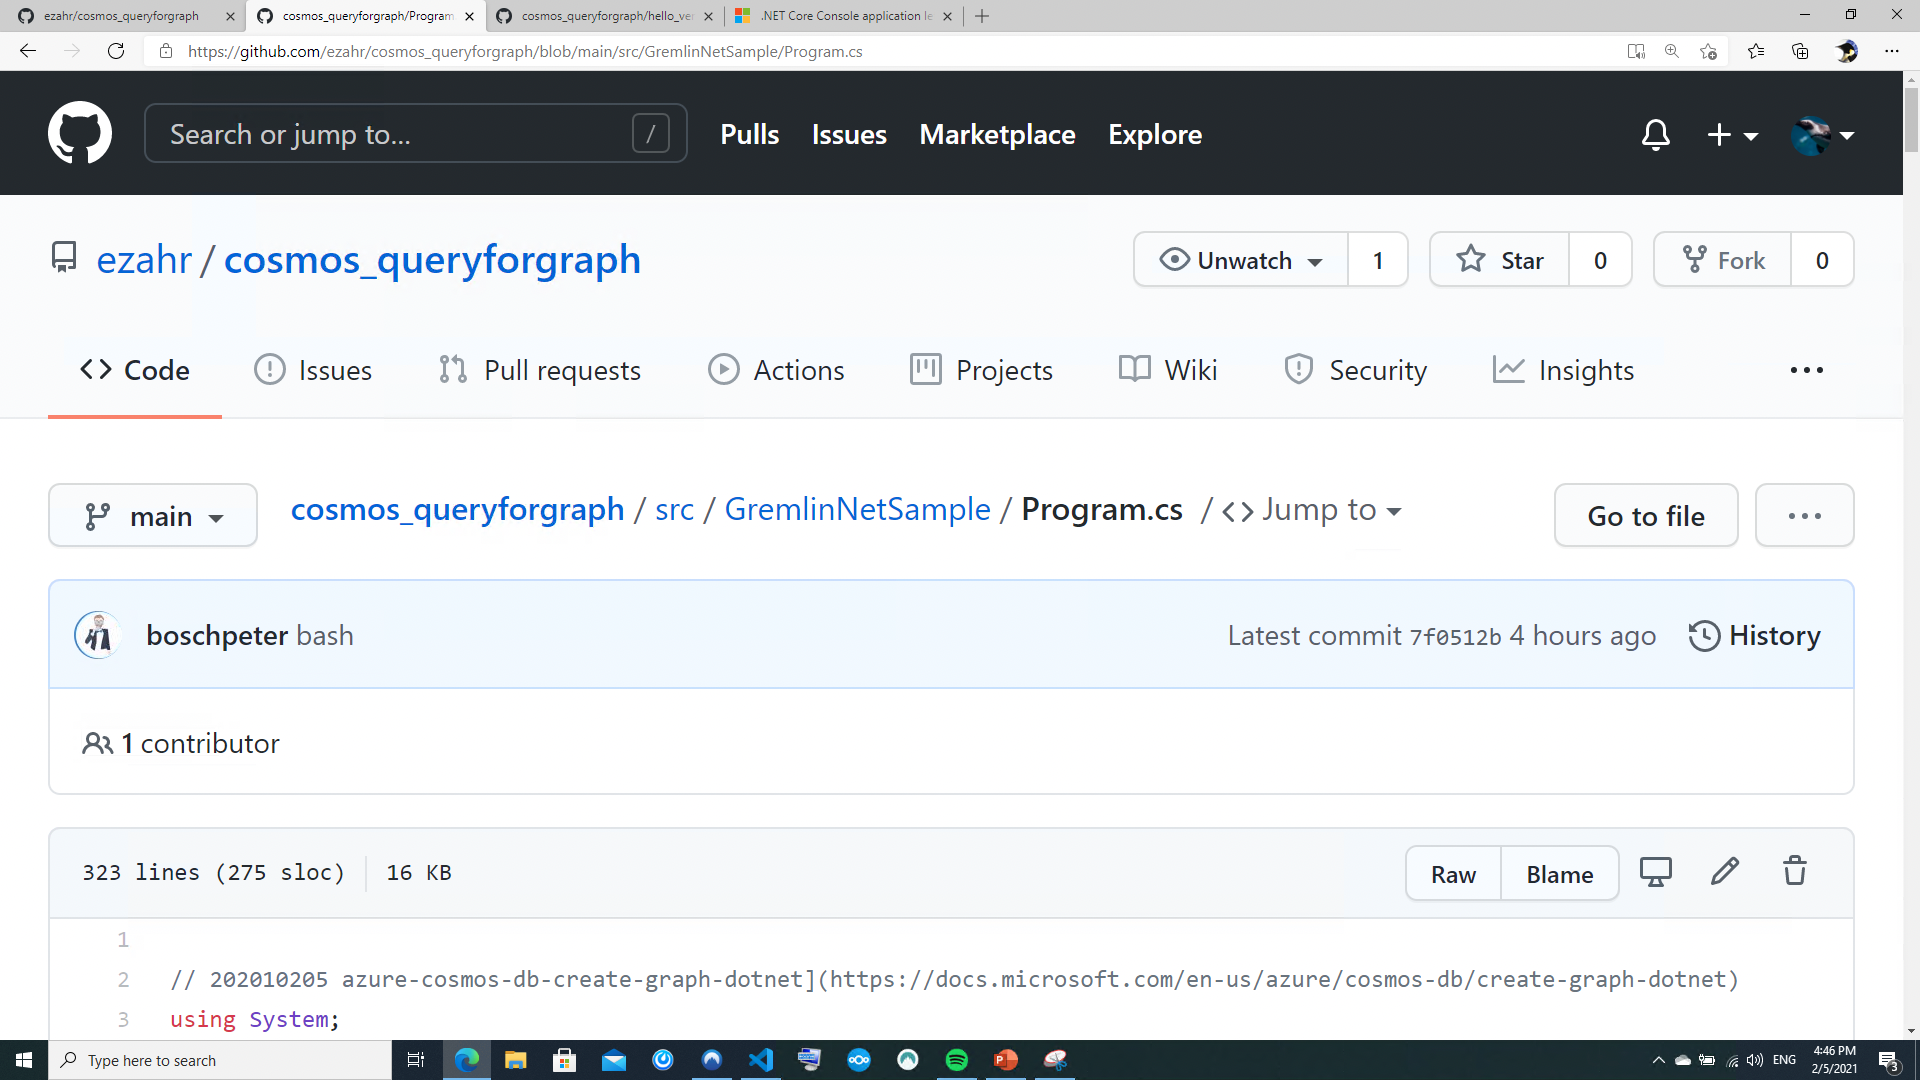 ezahr/cosmos_queryforgraph
cosmos_queryforgraph/Program
cosmos_queryforgraph/hello_ver
.NET Core Console application le
https://github.com/ezahr/cosmos_queryforgraph/blob/main/src/GremlinNetSample/Program.cs
Search or jump to... /
Pulls Issues Marketplace Explore
ezahr / cosmos_queryforgraph
Unwatch 1 Star 0 Fork 0
Code Issues Pull requests Actions Projects Wiki Security Insights
main cosmos_queryforgraph / src / GremlinNetSample / Program.cs / <> Jump to Go to file
boschpeter bash Latest commit 7f0512b 4 hours ago History
1 contributor
323 lines (275 sloc) 16 KB Raw Blame
1
2 // 202010205 azure-cosmos-db-create-graph-dotnet](https://docs.microsoft.com/en-us/azure/cosmos-db/create-graph-dotnet)
3 using System;
Type here to search
ENG
4:46 PM
2/5/2021
3